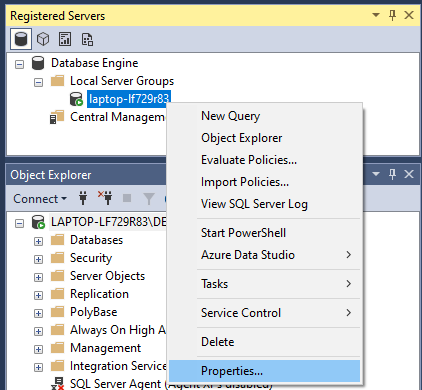 Registered Servers
Database Engine
Local Server Groups
laptop-lf729r83
Central Managem
New Query
Object Explorer
Evaluate Policies...
Import Policies...
View SQL Server Log
Start PowerShell
Azure Data Studio
Tasks
Service Control
Delete
Properties...
Object Explorer
Connect
LAPTOP-LF729R83\DE
Databases
Security
Server Objects
Replication
PolyBase
Always On High A
Management
Integration Service
SQL Server Agent (Agent XPs disabled)